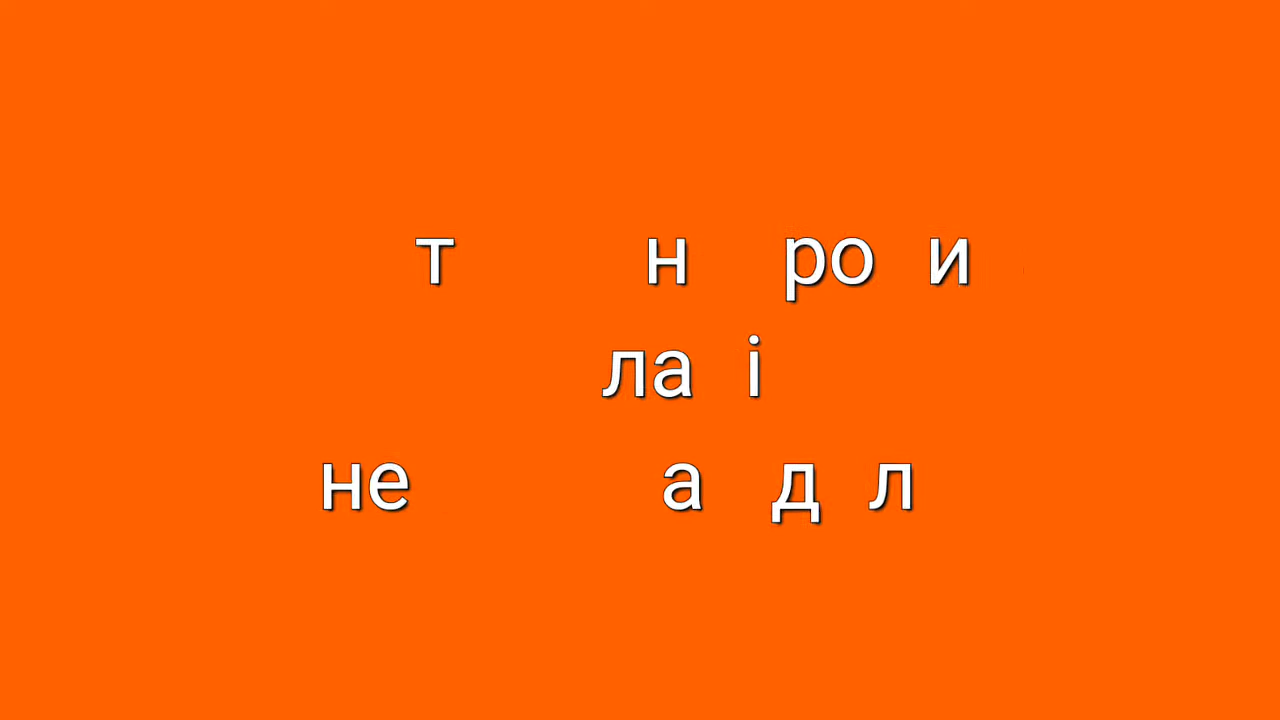 т н ро и
ла і
не а д л